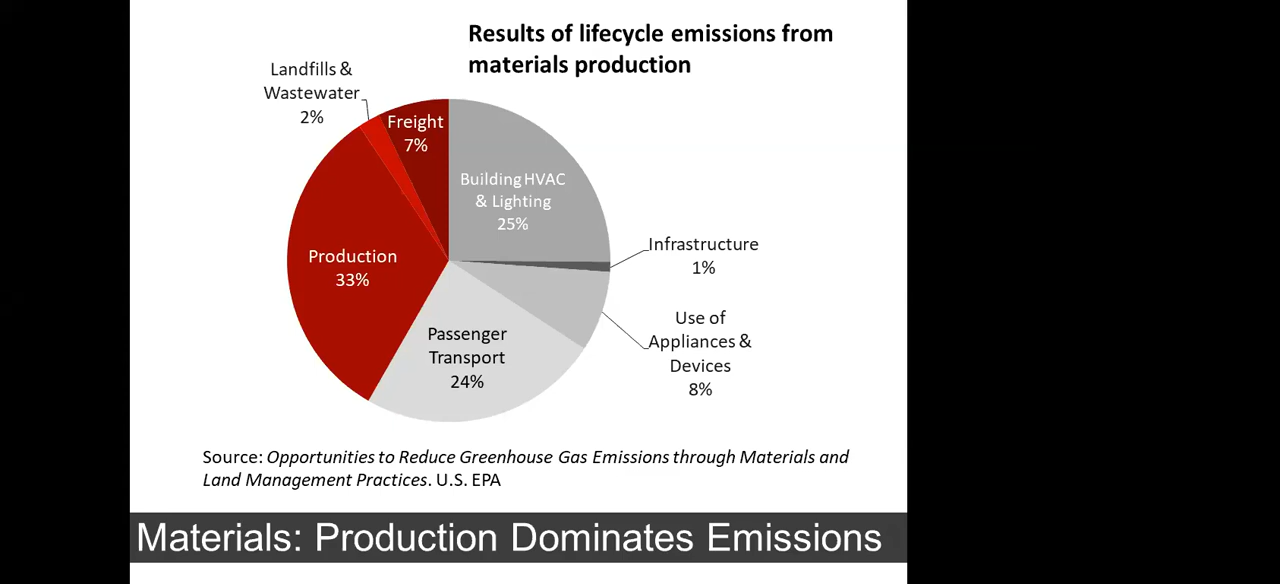 Results of lifecycle emissions from
materials production
Landfills &
Wastewater
2%
Freight
7%
Building HVAC
& Lighting
25%
Infrastructure
1%
Production
33%
Use of
Appliances &
Devices
8%
Passenger
Transport
24%
Source: Opportunities to Reduce Greenhouse Gas Emissions through Materials and
Land Management Practices. U.S. EPA
Materials: Production Dominates Emissions